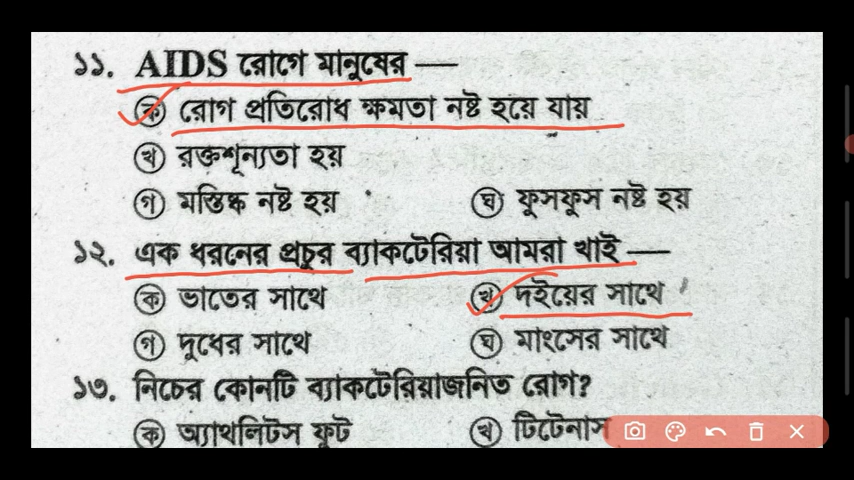 ১১. AIDS রোগে মানুষের —
ক রোগ প্রতিরোধ ক্ষমতা নষ্ট হয়ে যায়
খ রক্তশূন্যতা হয়
গ মস্তিষ্ক নষ্ট হয় ঘ ফুসফুস নষ্ট হয়
১২. এক ধরনের প্রচুর ব্যাকটেরিয়া আমরা খাই —
ক ভাতের সাথে খ দইয়ের সাথে
গ দুধের সাথে ঘ মাংসের সাথে
১৩. নিচের কোনটি ব্যাকটেরিয়াজনিত রোগ?
ক অ্যাথলিটস ফুট খ টিটেনাস